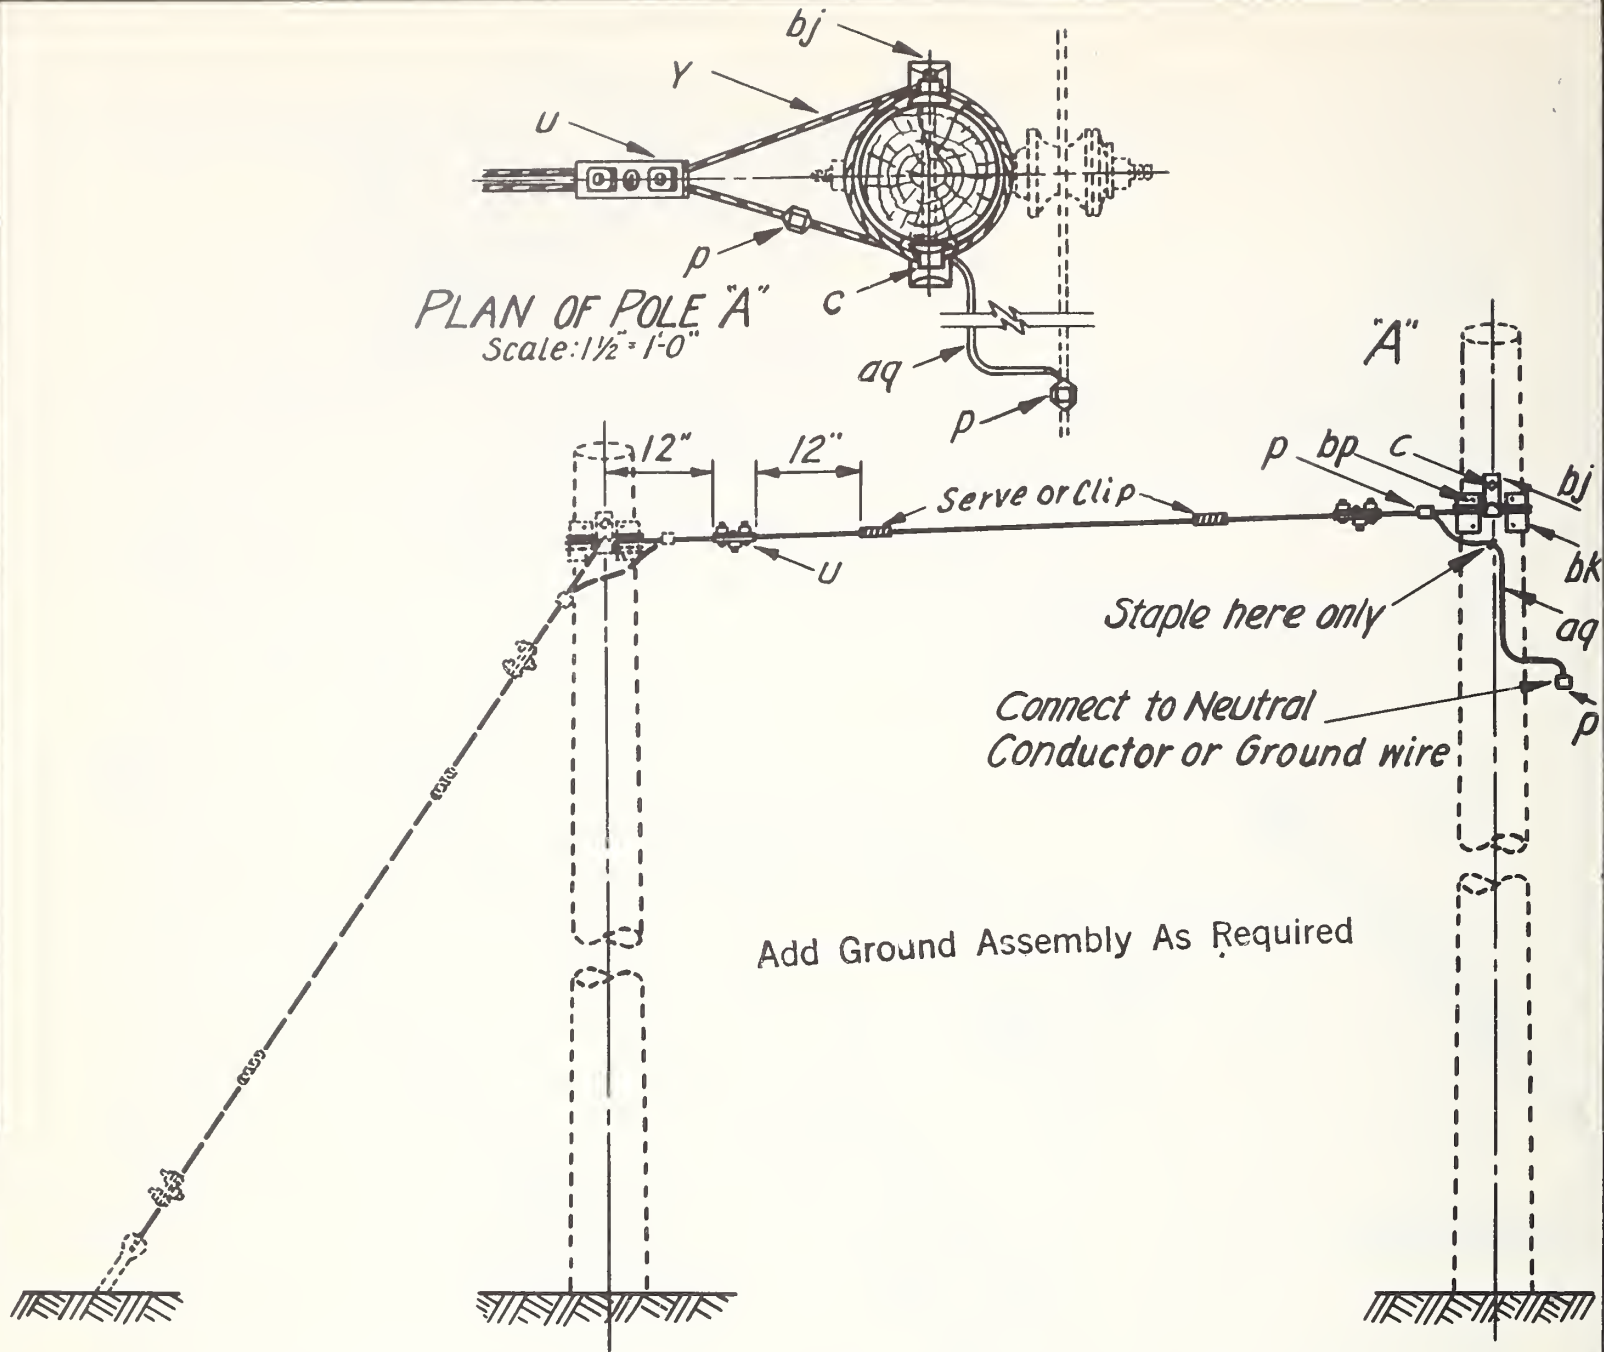 bj
Y
u
p
PLAN OF POLE "A"
Scale: 1½" = 1'-0"
c
aq
p
"A"
12"
12"
Serve or Clip
p bp c bj
u
bk
Staple here only
aq
Connect to Neutral
Conductor or Ground wire
p
Add Ground Assembly As Required